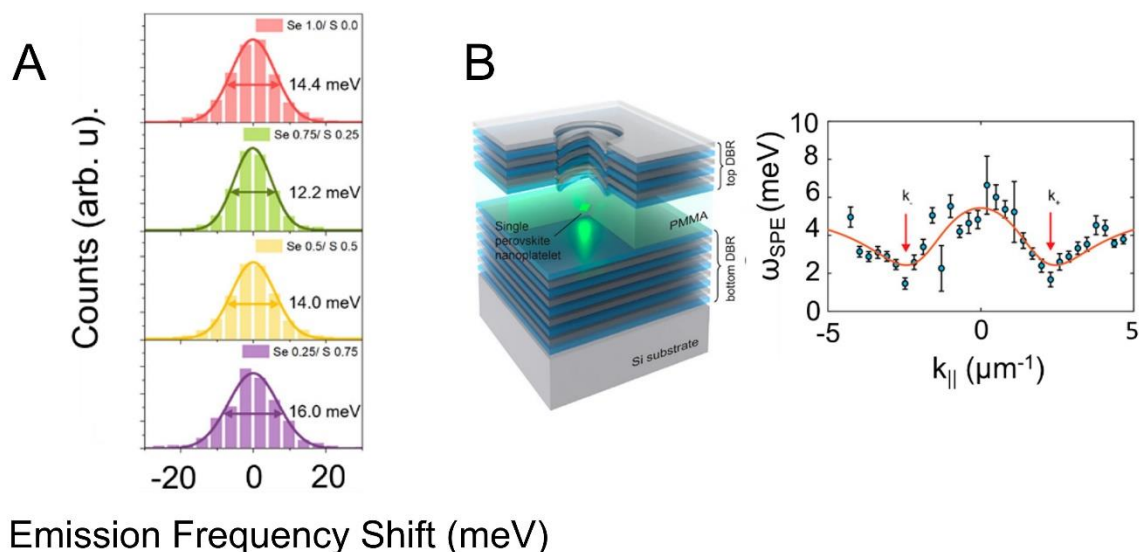 A
Counts (arb. u).
Se 1.0/ S 0.0
14.4 meV
Se 0.75/ S 0.25
12.2 meV
Se 0.5/ S 0.5
14.0 meV
Se 0.25/ S 0.75
16.0 meV
-20 0 20
Emission Frequency Shift (meV)
B
top DBR
PMMA
Single
perovskite
nanoplatelet
bottom DBR
Si substrate
ωSPE (meV)
10
8
6
4
2
0
k-
k+
-5 0 5
k|| (μm-1)